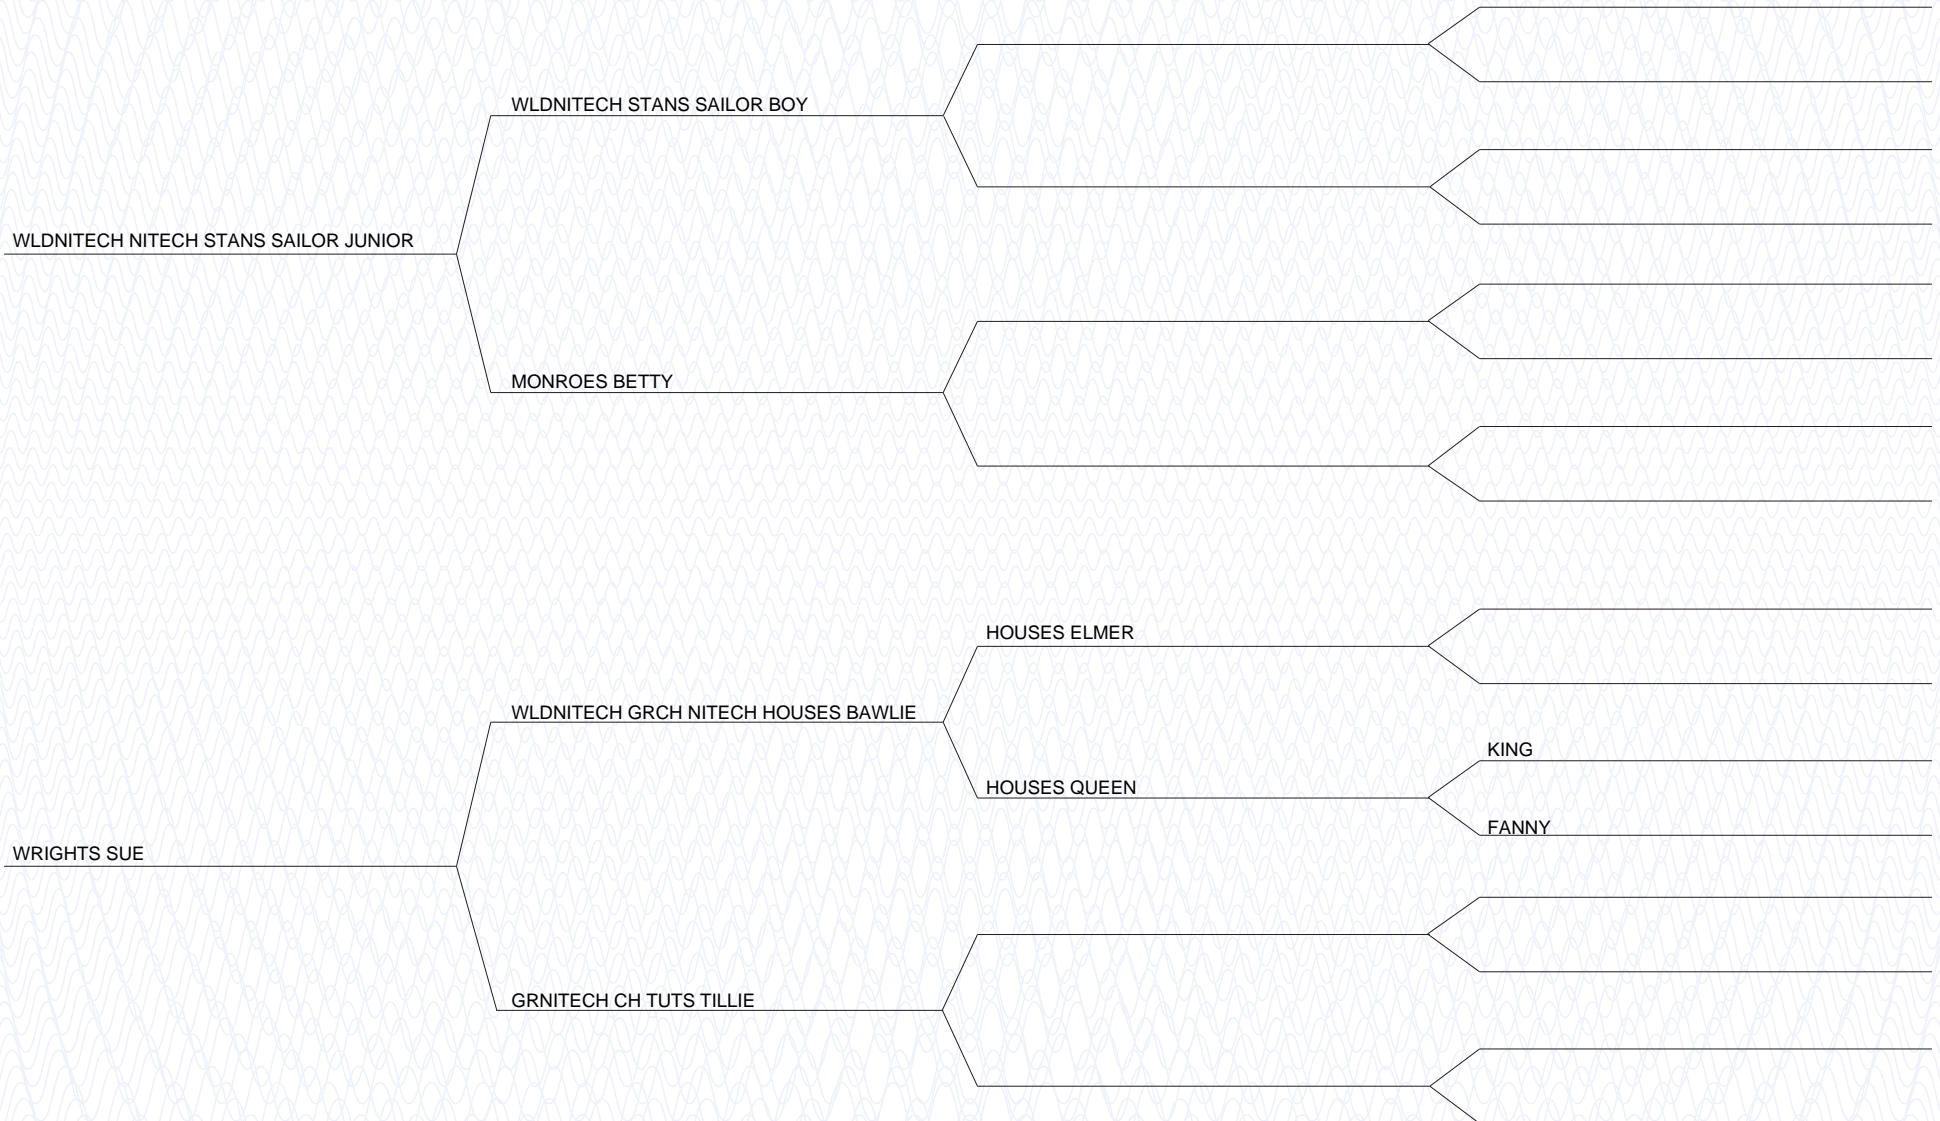 WLDNITECH STANS SAILOR BOY
WLDNITECH NITECH STANS SAILOR JUNIOR
MONROES BETTY
HOUSES ELMER
WLDNITECH GRCH NITECH HOUSES BAWLIE
KING
HOUSES QUEEN
FANNY
WRIGHTS SUE
GRNITECH CH TUTS TILLIE